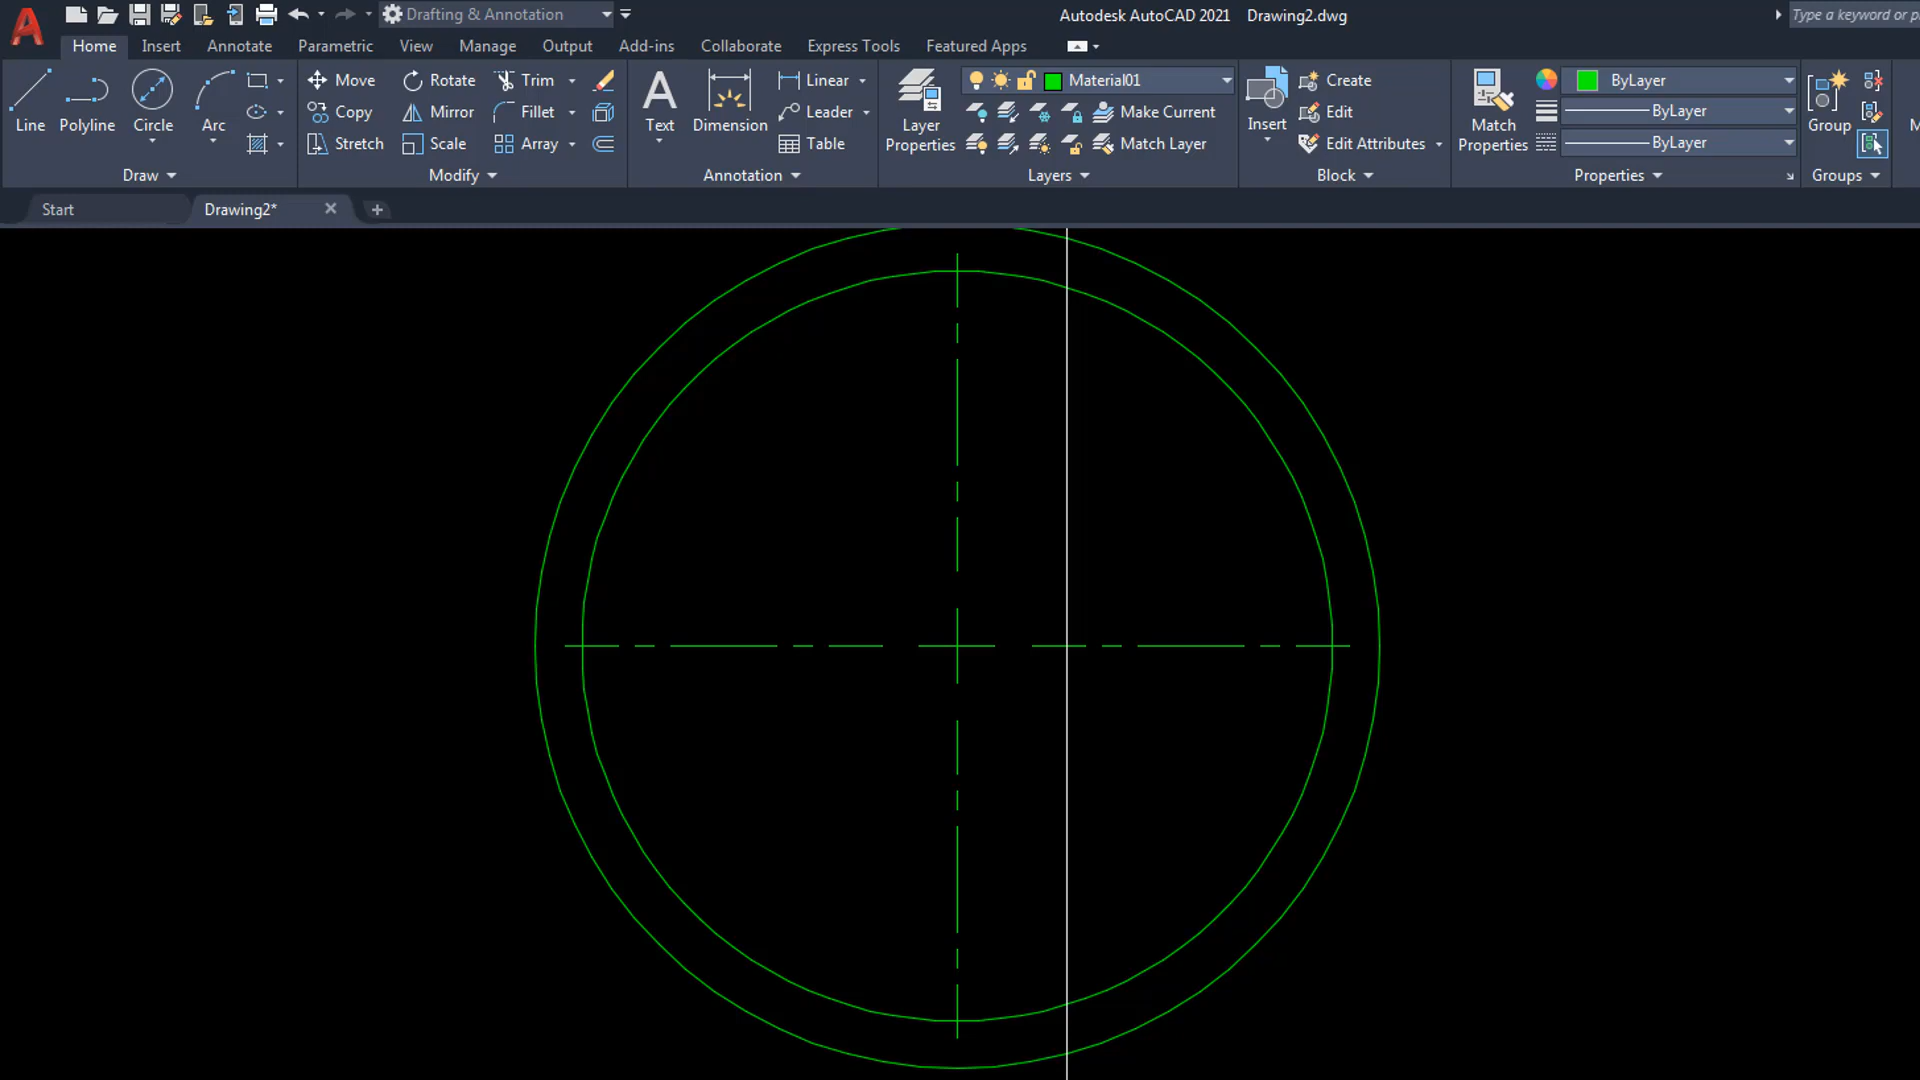 Drafting & Annotation
Autodesk AutoCAD 2021 Drawing2.dwg
Type a keyword or p
Home Insert Annotate Parametric View Manage Output Add-ins Collaborate Express Tools Featured Apps
Line Polyline Circle Arc
Draw
Move Rotate Trim
Copy Mirror Fillet
Stretch Scale Array
Modify
Text Dimension
Linear
Leader
Table
Annotation
Layer Properties
Material01
Make Current
Match Layer
Layers
Insert
Create
Edit
Edit Attributes
Block
Match Properties
ByLayer
ByLayer
ByLayer
Properties
Group
Groups
M
Start Drawing2*